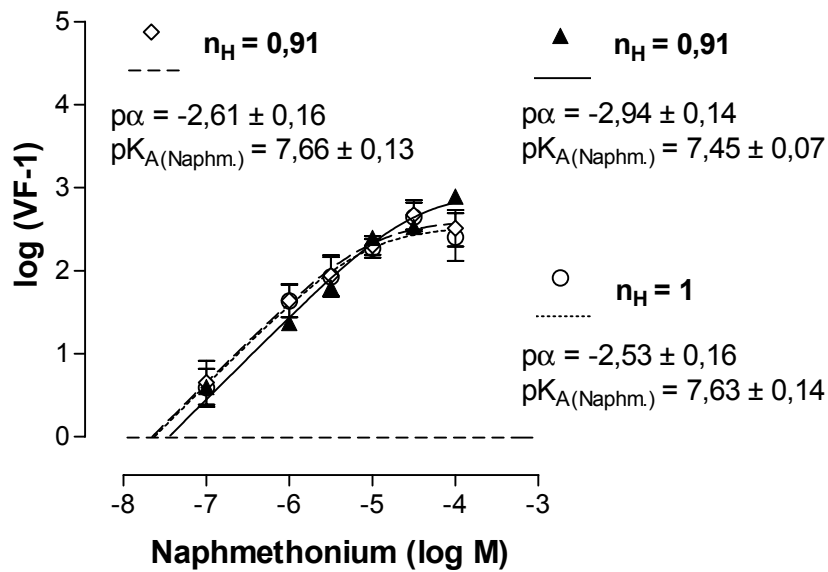 5
4
3
2
1
0
log (VF-1)
n_H = 0,91
pα = -2,61 ± 0,16
pK_A(Naphm.) = 7,66 ± 0,13
n_H = 0,91
pα = -2,94 ± 0,14
pK_A(Naphm.) = 7,45 ± 0,07
n_H = 1
pα = -2,53 ± 0,16
pK_A(Naphm.) = 7,63 ± 0,14
-8 -7 -6 -5 -4 -3
Naphmethonium (log M)